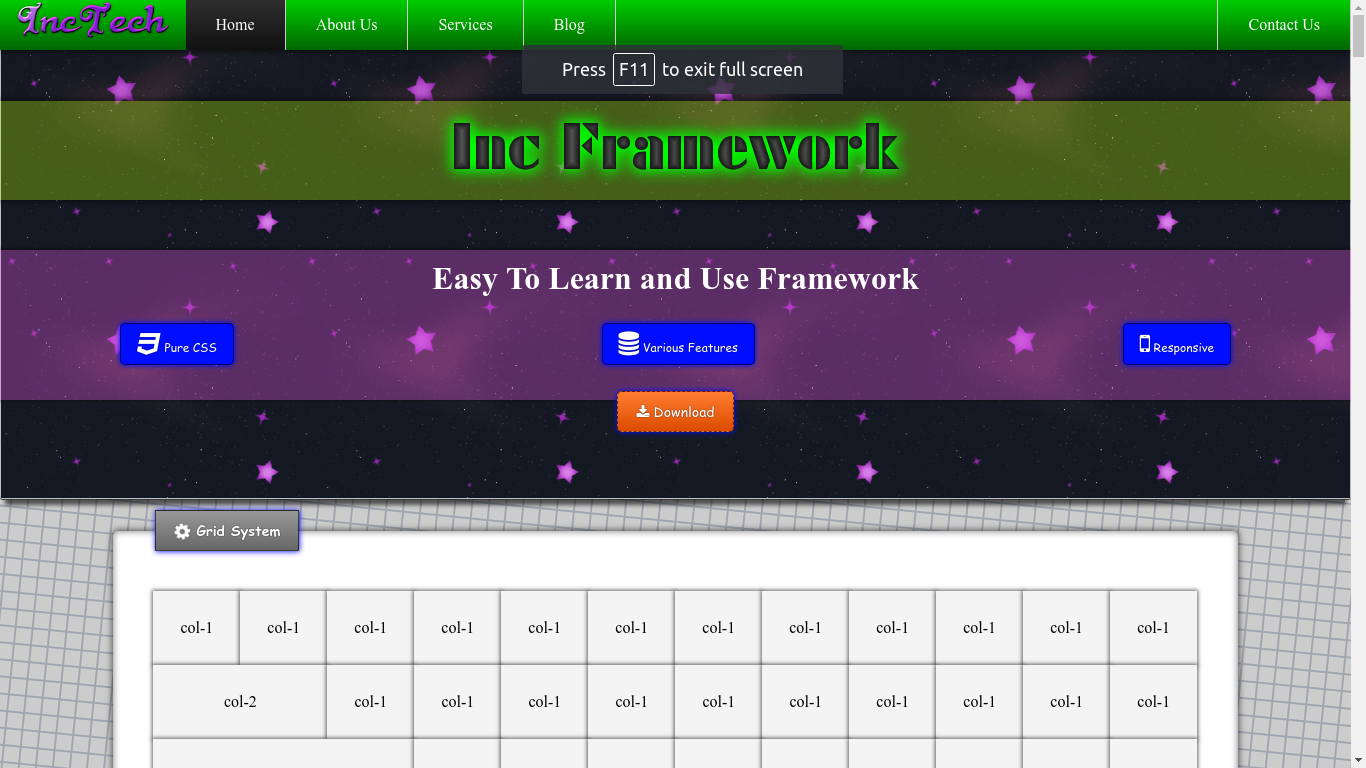 IncTech Home About Us Services Blog Contact Us
Press F11 to exit full screen
Inc Framework
Easy To Learn and Use Framework
Pure CSS Various Features Responsive
Download
Grid System
col-1 col-1 col-1 col-1 col-1 col-1 col-1 col-1 col-1 col-1 col-1 col-1
col-2 col-1 col-1 col-1 col-1 col-1 col-1 col-1 col-1 col-1 col-1